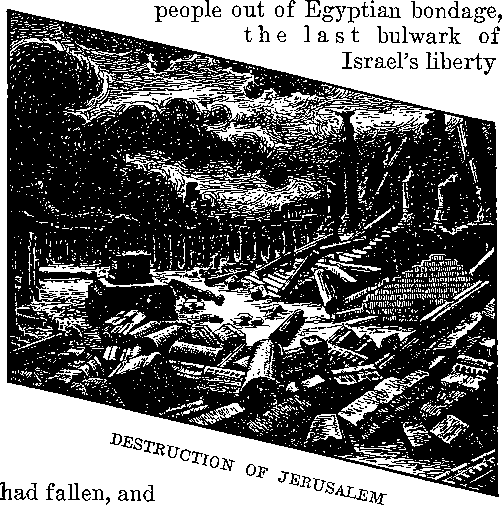 people out of Egyptian bondage,
the last bulwark of
Israel's liberty
DESTRUCTION OF JERUSALEM
had fallen, and